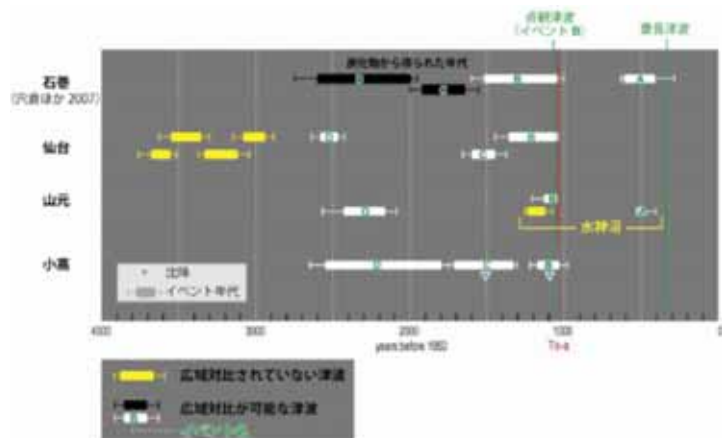 貞観津波
(イベントB)
慶長津波
炭化物から得られた年代
石巻
(宍倉ほか 2007)
仙台
山元
小高
水神沼
沈降
イベント年代
4000
3000
2000
1000
0
years before 1950
To-a
広域対比されていない津波
広域対比が可能な津波